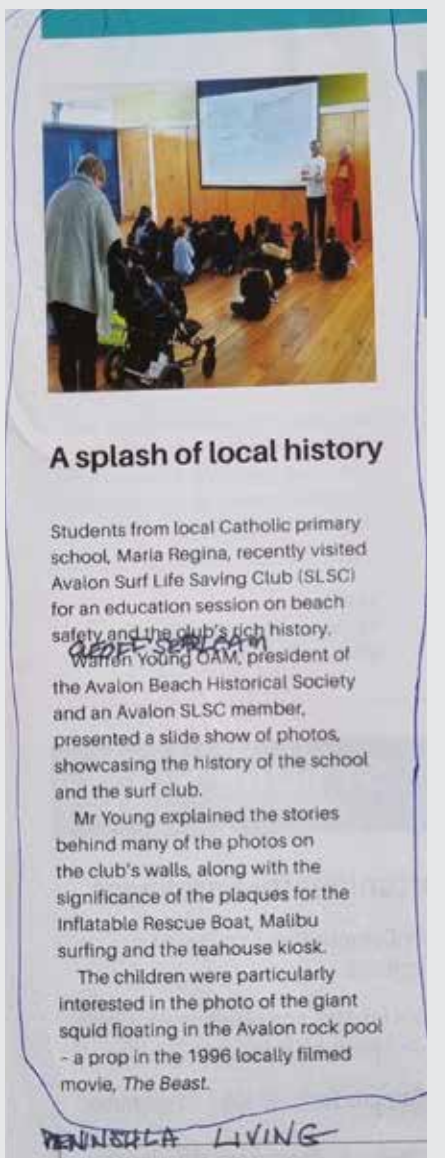 A splash of local history
Students from local Catholic primary
school, Maria Regina, recently visited
Avalon Surf Life Saving Club (SLSC)
for an education session on beach
safety and the club's rich history.
GEOFF SEARL OAM
Warren Young OAM, president of
the Avalon Beach Historical Society
and an Avalon SLSC member,
presented a slide show of photos,
showcasing the history of the school
and the surf club.
Mr Young explained the stories
behind many of the photos on
the club's walls, along with the
significance of the plaques for the
Inflatable Rescue Boat, Malibu
surfing and the teahouse kiosk.
The children were particularly
interested in the photo of the giant
squid floating in the Avalon rock pool
– a prop in the 1996 locally filmed
movie, The Beast.
PENINSULA LIVING